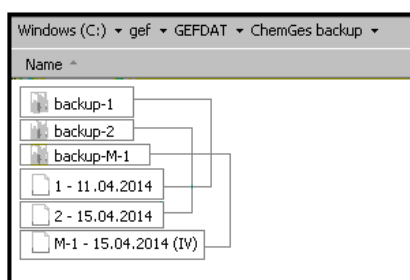 Windows (C:) ▾ gef ▾ GEFDAT ▾ ChemGes backup ▾
Name
backup-1
backup-2
backup-M-1
1 - 11.04.2014
2 - 15.04.2014
M-1 - 15.04.2014 (IV)